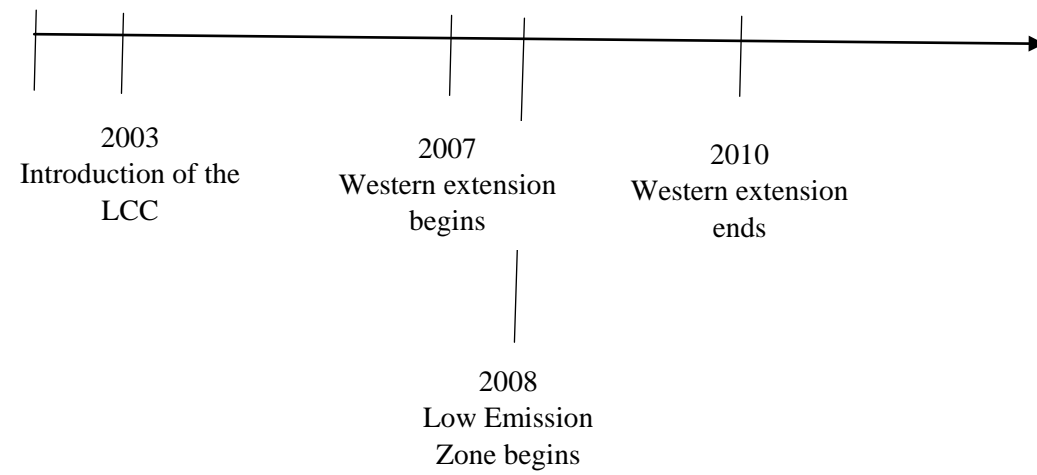 2003
Introduction of the
LCC
2007
Western extension
begins
2010
Western extension
ends
2008
Low Emission
Zone begins